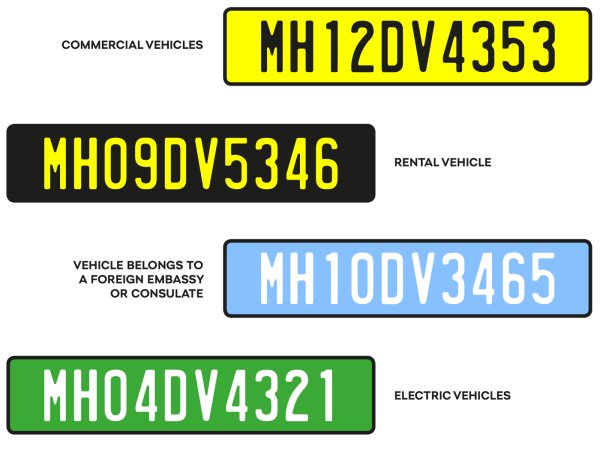 COMMERCIAL VEHICLES
MH12DV4353
MH09DV5346
RENTAL VEHICLE
VEHICLE BELONGS TO
A FOREIGN EMBASSY
OR CONSULATE
MH10DV3465
MH04DV4321
ELECTRIC VEHICLES